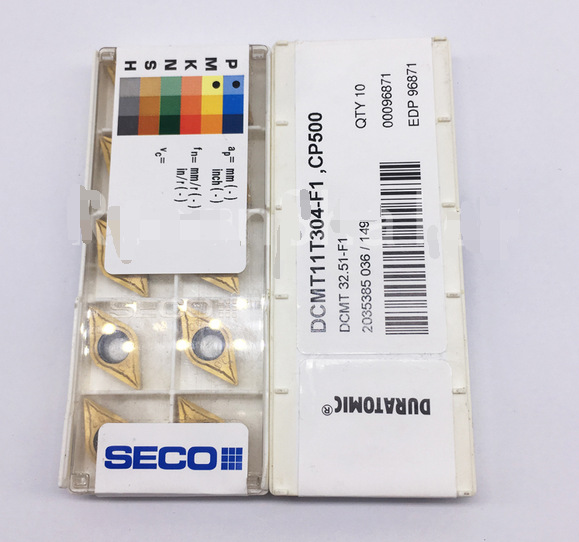 P M K N S H
aₚ= mm (-)
inch (-)
fₙ= mm/r (-)
in/r (-)
v꜀=
SECO
DCMT11T304-F1 ,CP500
DCMT 32.51-F1
2035385 036 / 149
QTY 10
00096871
EDP 96871
DURATOMIC®